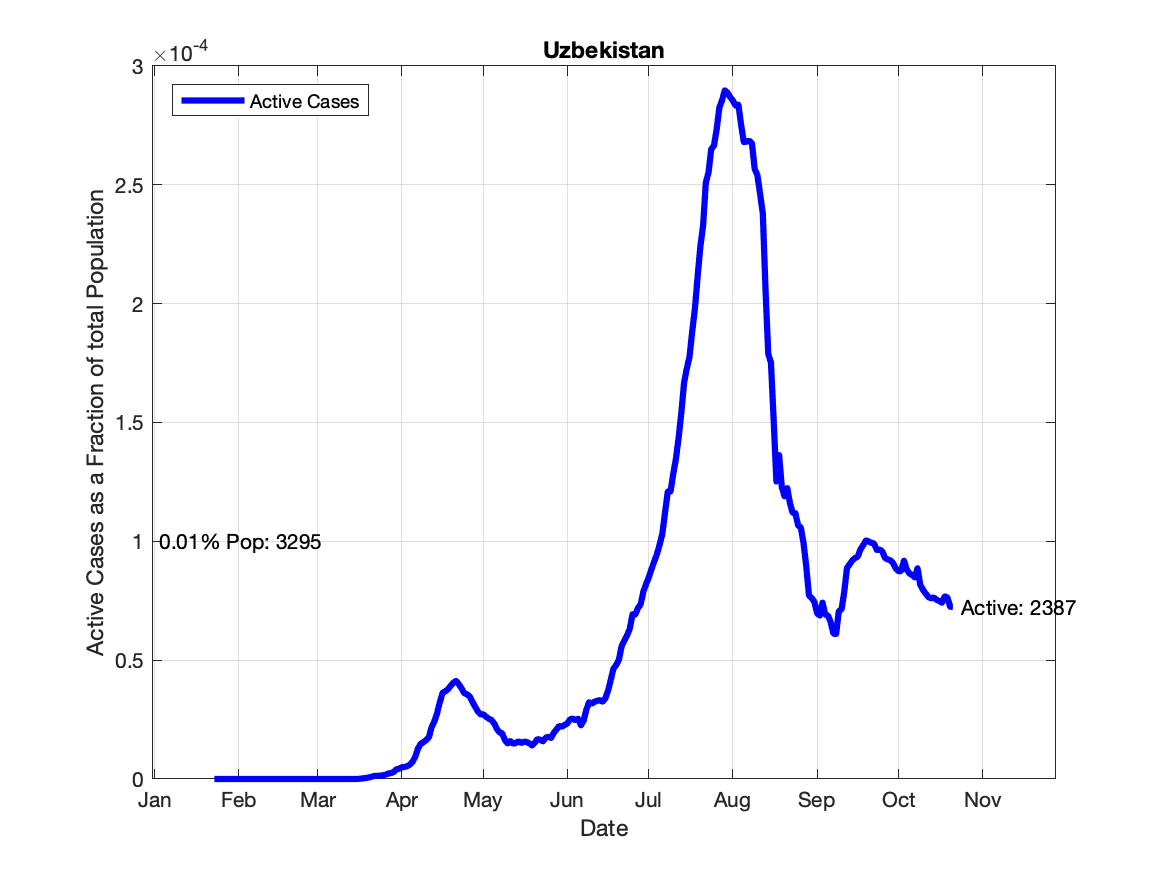 Uzbekistan
×10-4
Active Cases
3
2.5
2
1.5
1
0.5
0
Active Cases as a Fraction of total Population
0.01% Pop: 3295
Active: 2387
Jan Feb Mar Apr May Jun Jul Aug Sep Oct Nov
Date